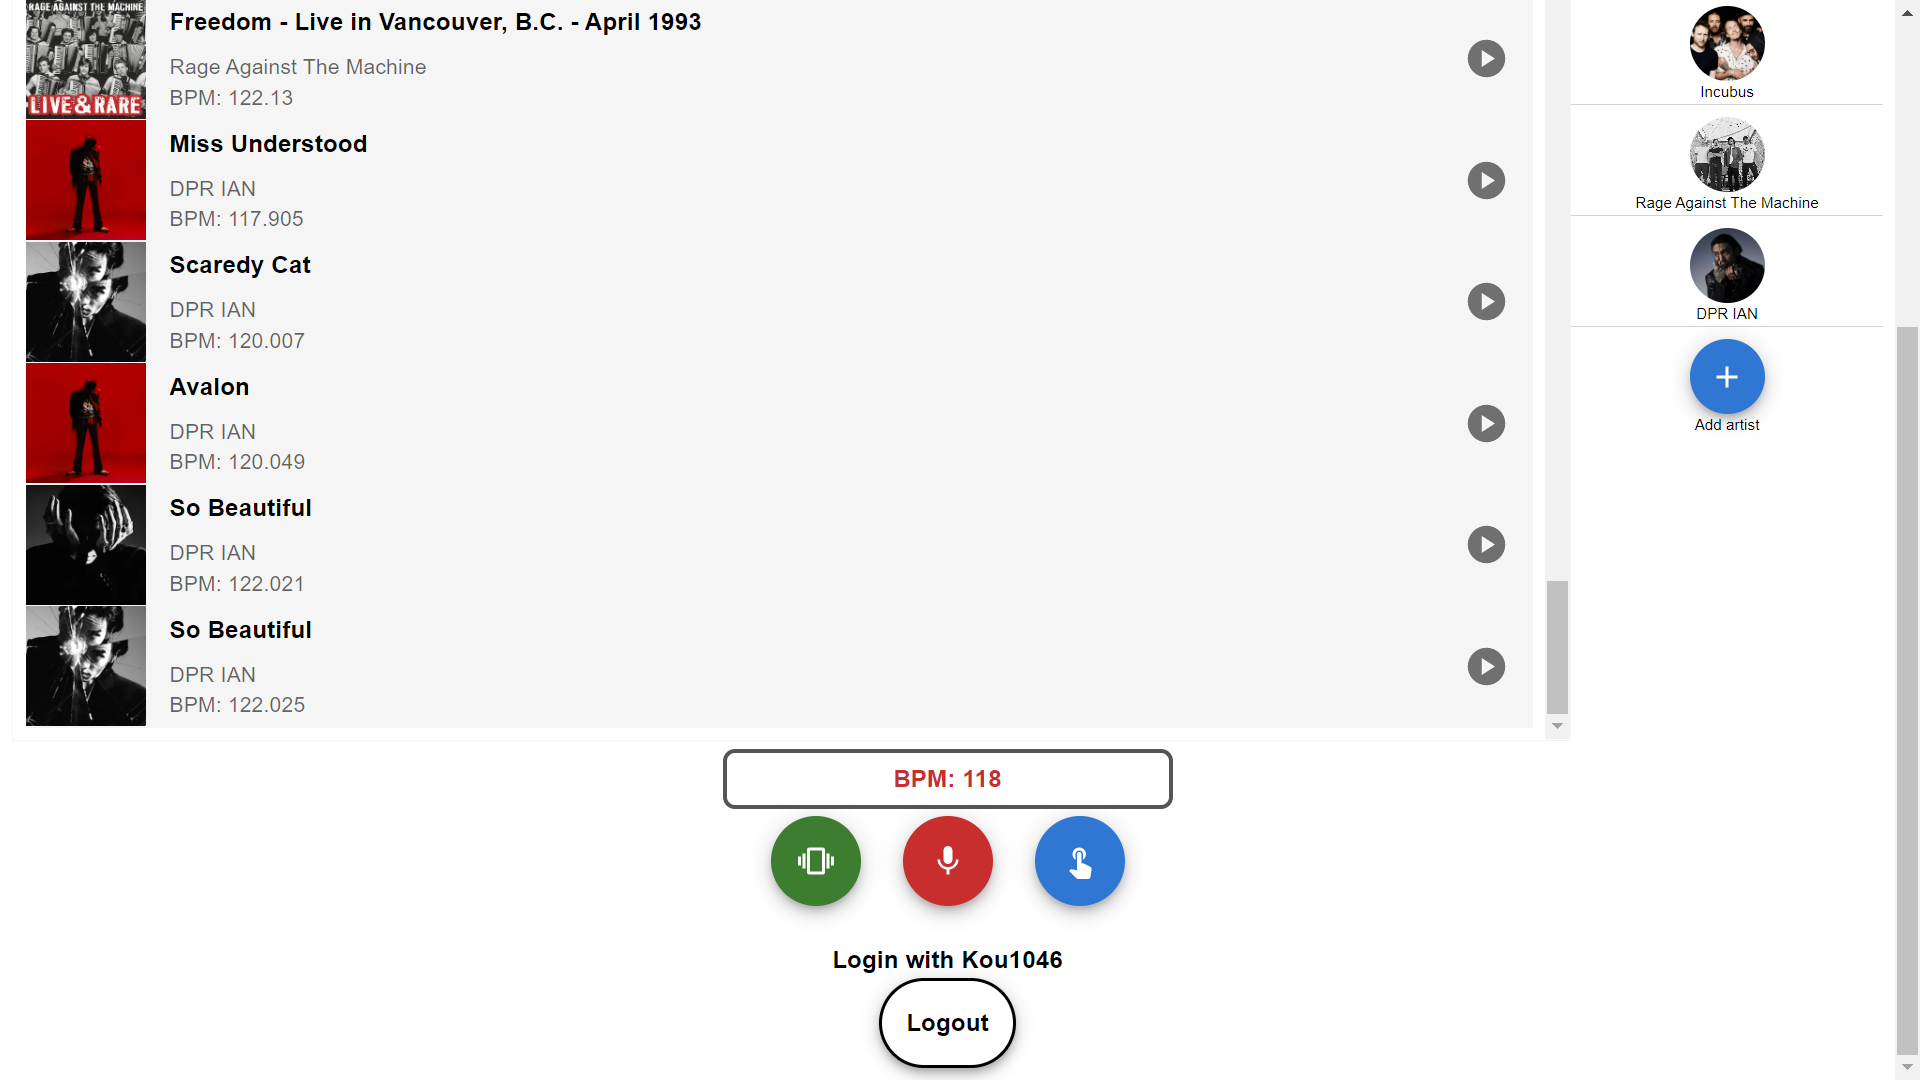 RAGE AGAINST THE MACHINE
LIVE & RARE
Freedom - Live in Vancouver, B.C. - April 1993
Rage Against The Machine
BPM: 122.13
Miss Understood
DPR IAN
BPM: 117.905
Scaredy Cat
DPR IAN
BPM: 120.007
Avalon
DPR IAN
BPM: 120.049
So Beautiful
DPR IAN
BPM: 122.021
So Beautiful
DPR IAN
BPM: 122.025
Incubus
Rage Against The Machine
DPR IAN
Add artist
BPM: 118
Login with Kou1046
Logout